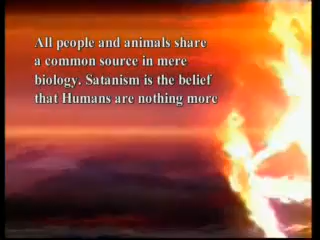 All people and animals share
a common source in mere
biology. Satanism is the belief
that Humans are nothing more